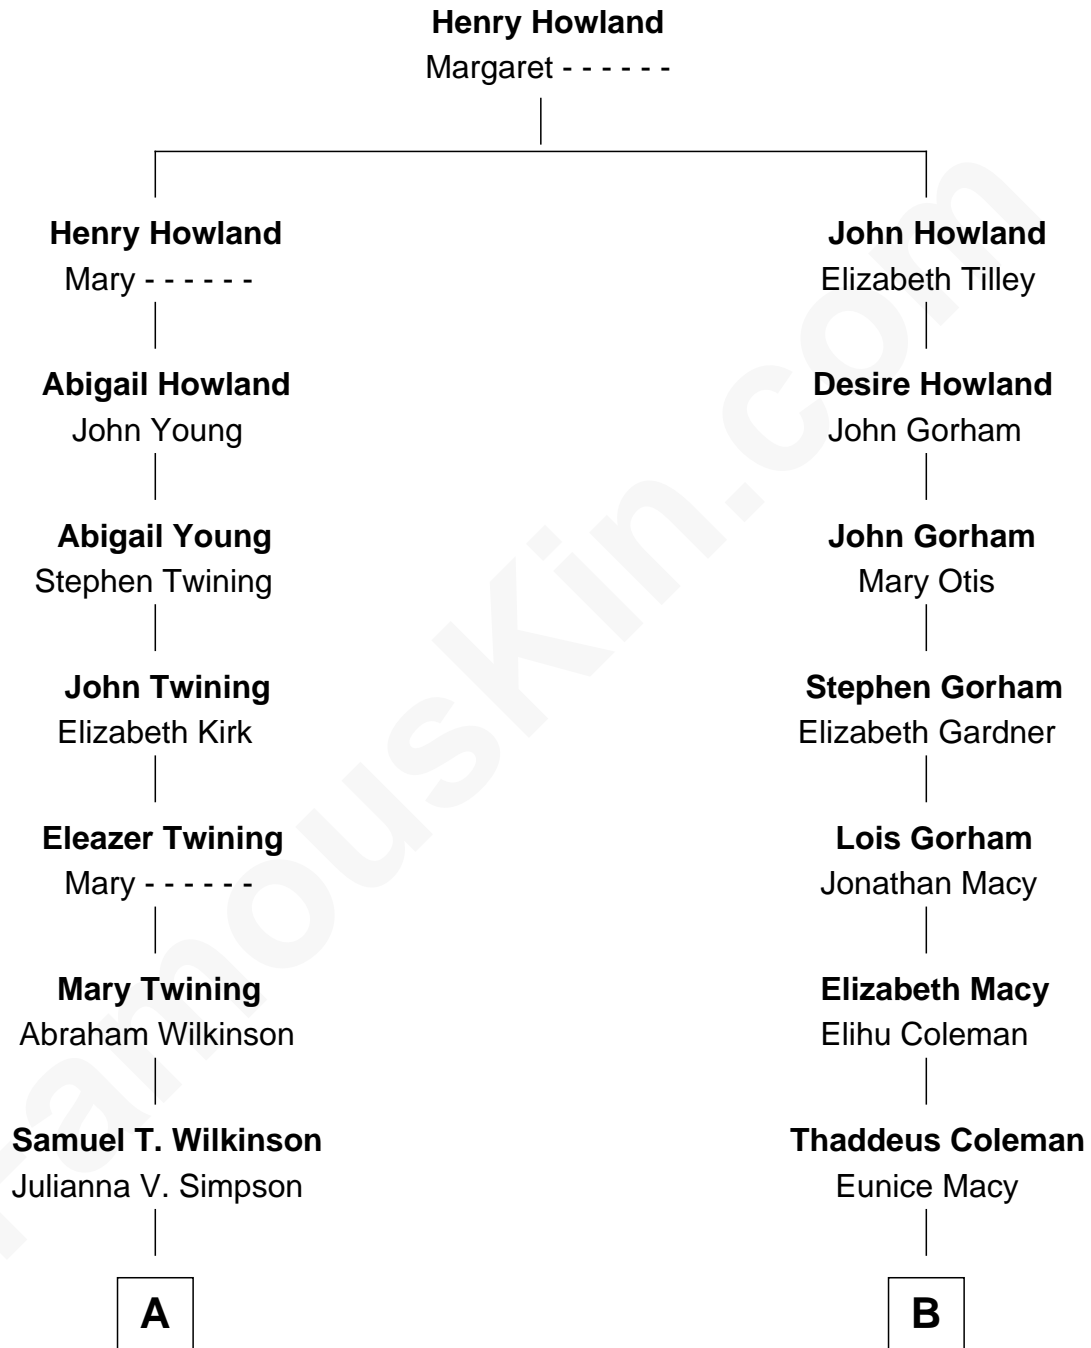 Henry Howland
Margaret - - - - - -
Henry Howland
Mary - - - - - -
John Howland
Elizabeth Tilley
Abigail Howland
John Young
Desire Howland
John Gorham
Abigail Young
Stephen Twining
John Gorham
Mary Otis
John Twining
Elizabeth Kirk
Stephen Gorham
Elizabeth Gardner
Eleazer Twining
Mary - - - - - -
Lois Gorham
Jonathan Macy
Mary Twining
Abraham Wilkinson
Elizabeth Macy
Elihu Coleman
Samuel T. Wilkinson
Julianna V. Simpson
Thaddeus Coleman
Eunice Macy
A
B
FamousKin.com